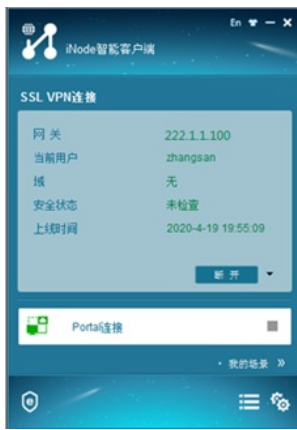 En
iNode智能客户端
SSL VPN连接
网 关 222.1.1.100
当前用户 zhangsan
域 无
安全状态 未检查
上线时间 2020-4-19 19:55:09
断 开
Portal连接
· 我的场景 »